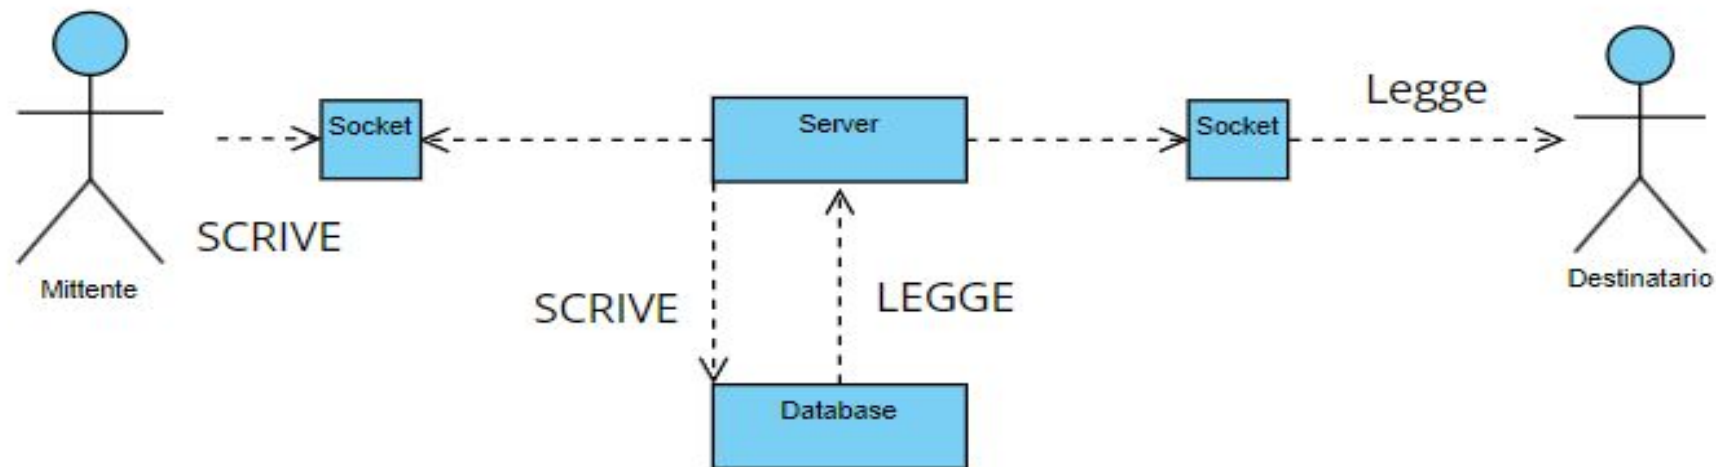 Legge
Socket
Server
Socket
SCRIVE
Mittente
Destinatario
SCRIVE
LEGGE
Database